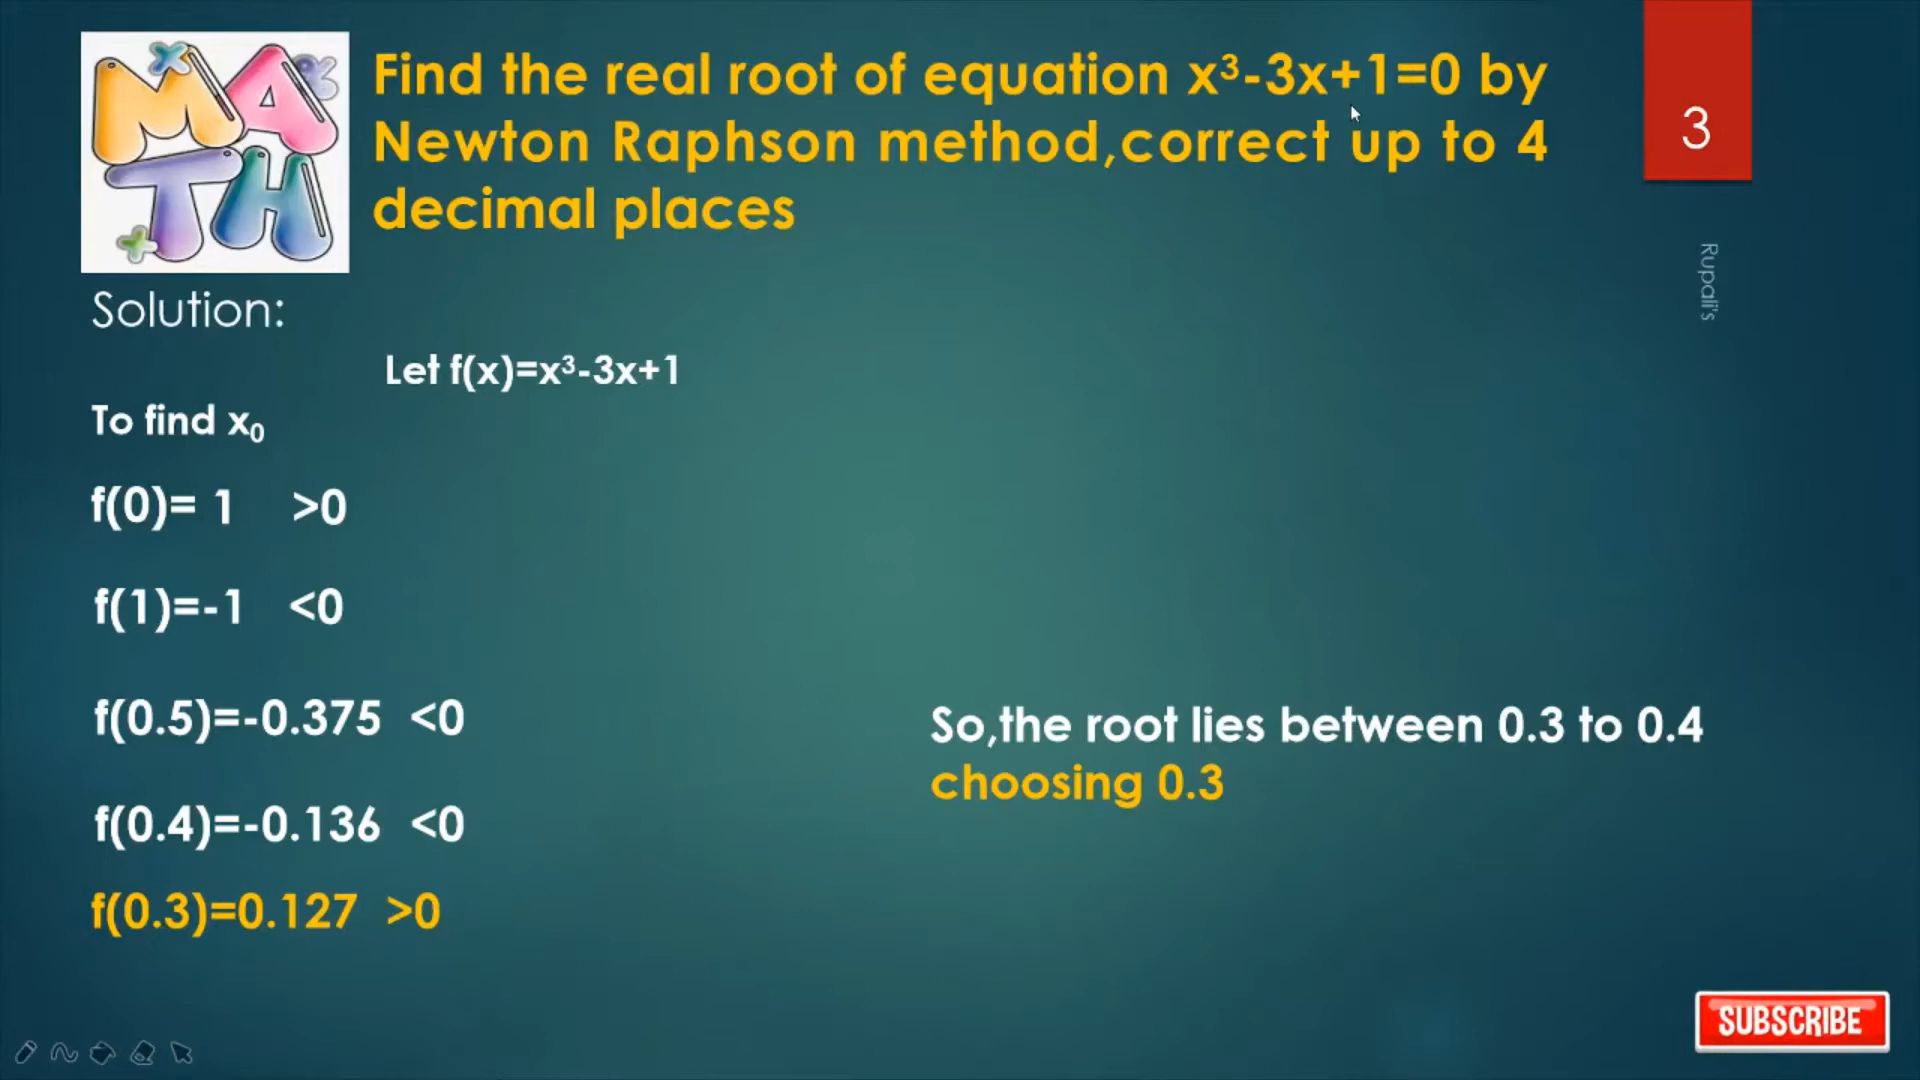 MATH
Find the real root of equation x³-3x+1=0 by
Newton Raphson method,correct up to 4
decimal places
3
Rupali's
Solution:
Let f(x)=x³-3x+1
To find x₀
f(0)= 1 >0
f(1)=-1 <0
f(0.5)=-0.375 <0
So,the root lies between 0.3 to 0.4
choosing 0.3
f(0.4)=-0.136 <0
f(0.3)=0.127 >0
SUBSCRIBE